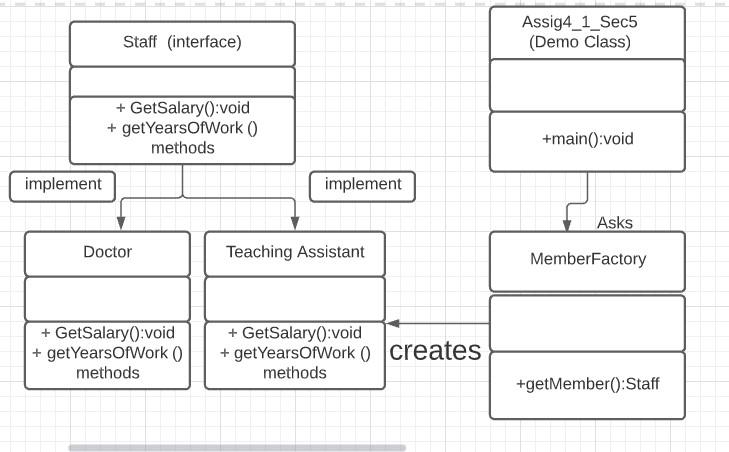 Staff  (interface)
+ GetSalary():void
+ getYearsOfWork ()
methods
Assig4_1_Sec5
(Demo Class)
+main():void
implement
implement
Asks
Doctor
+ GetSalary():void
+ getYearsOfWork ()
methods
Teaching Assistant
+ GetSalary():void
+ getYearsOfWork ()
methods
creates
MemberFactory
+getMember():Staff